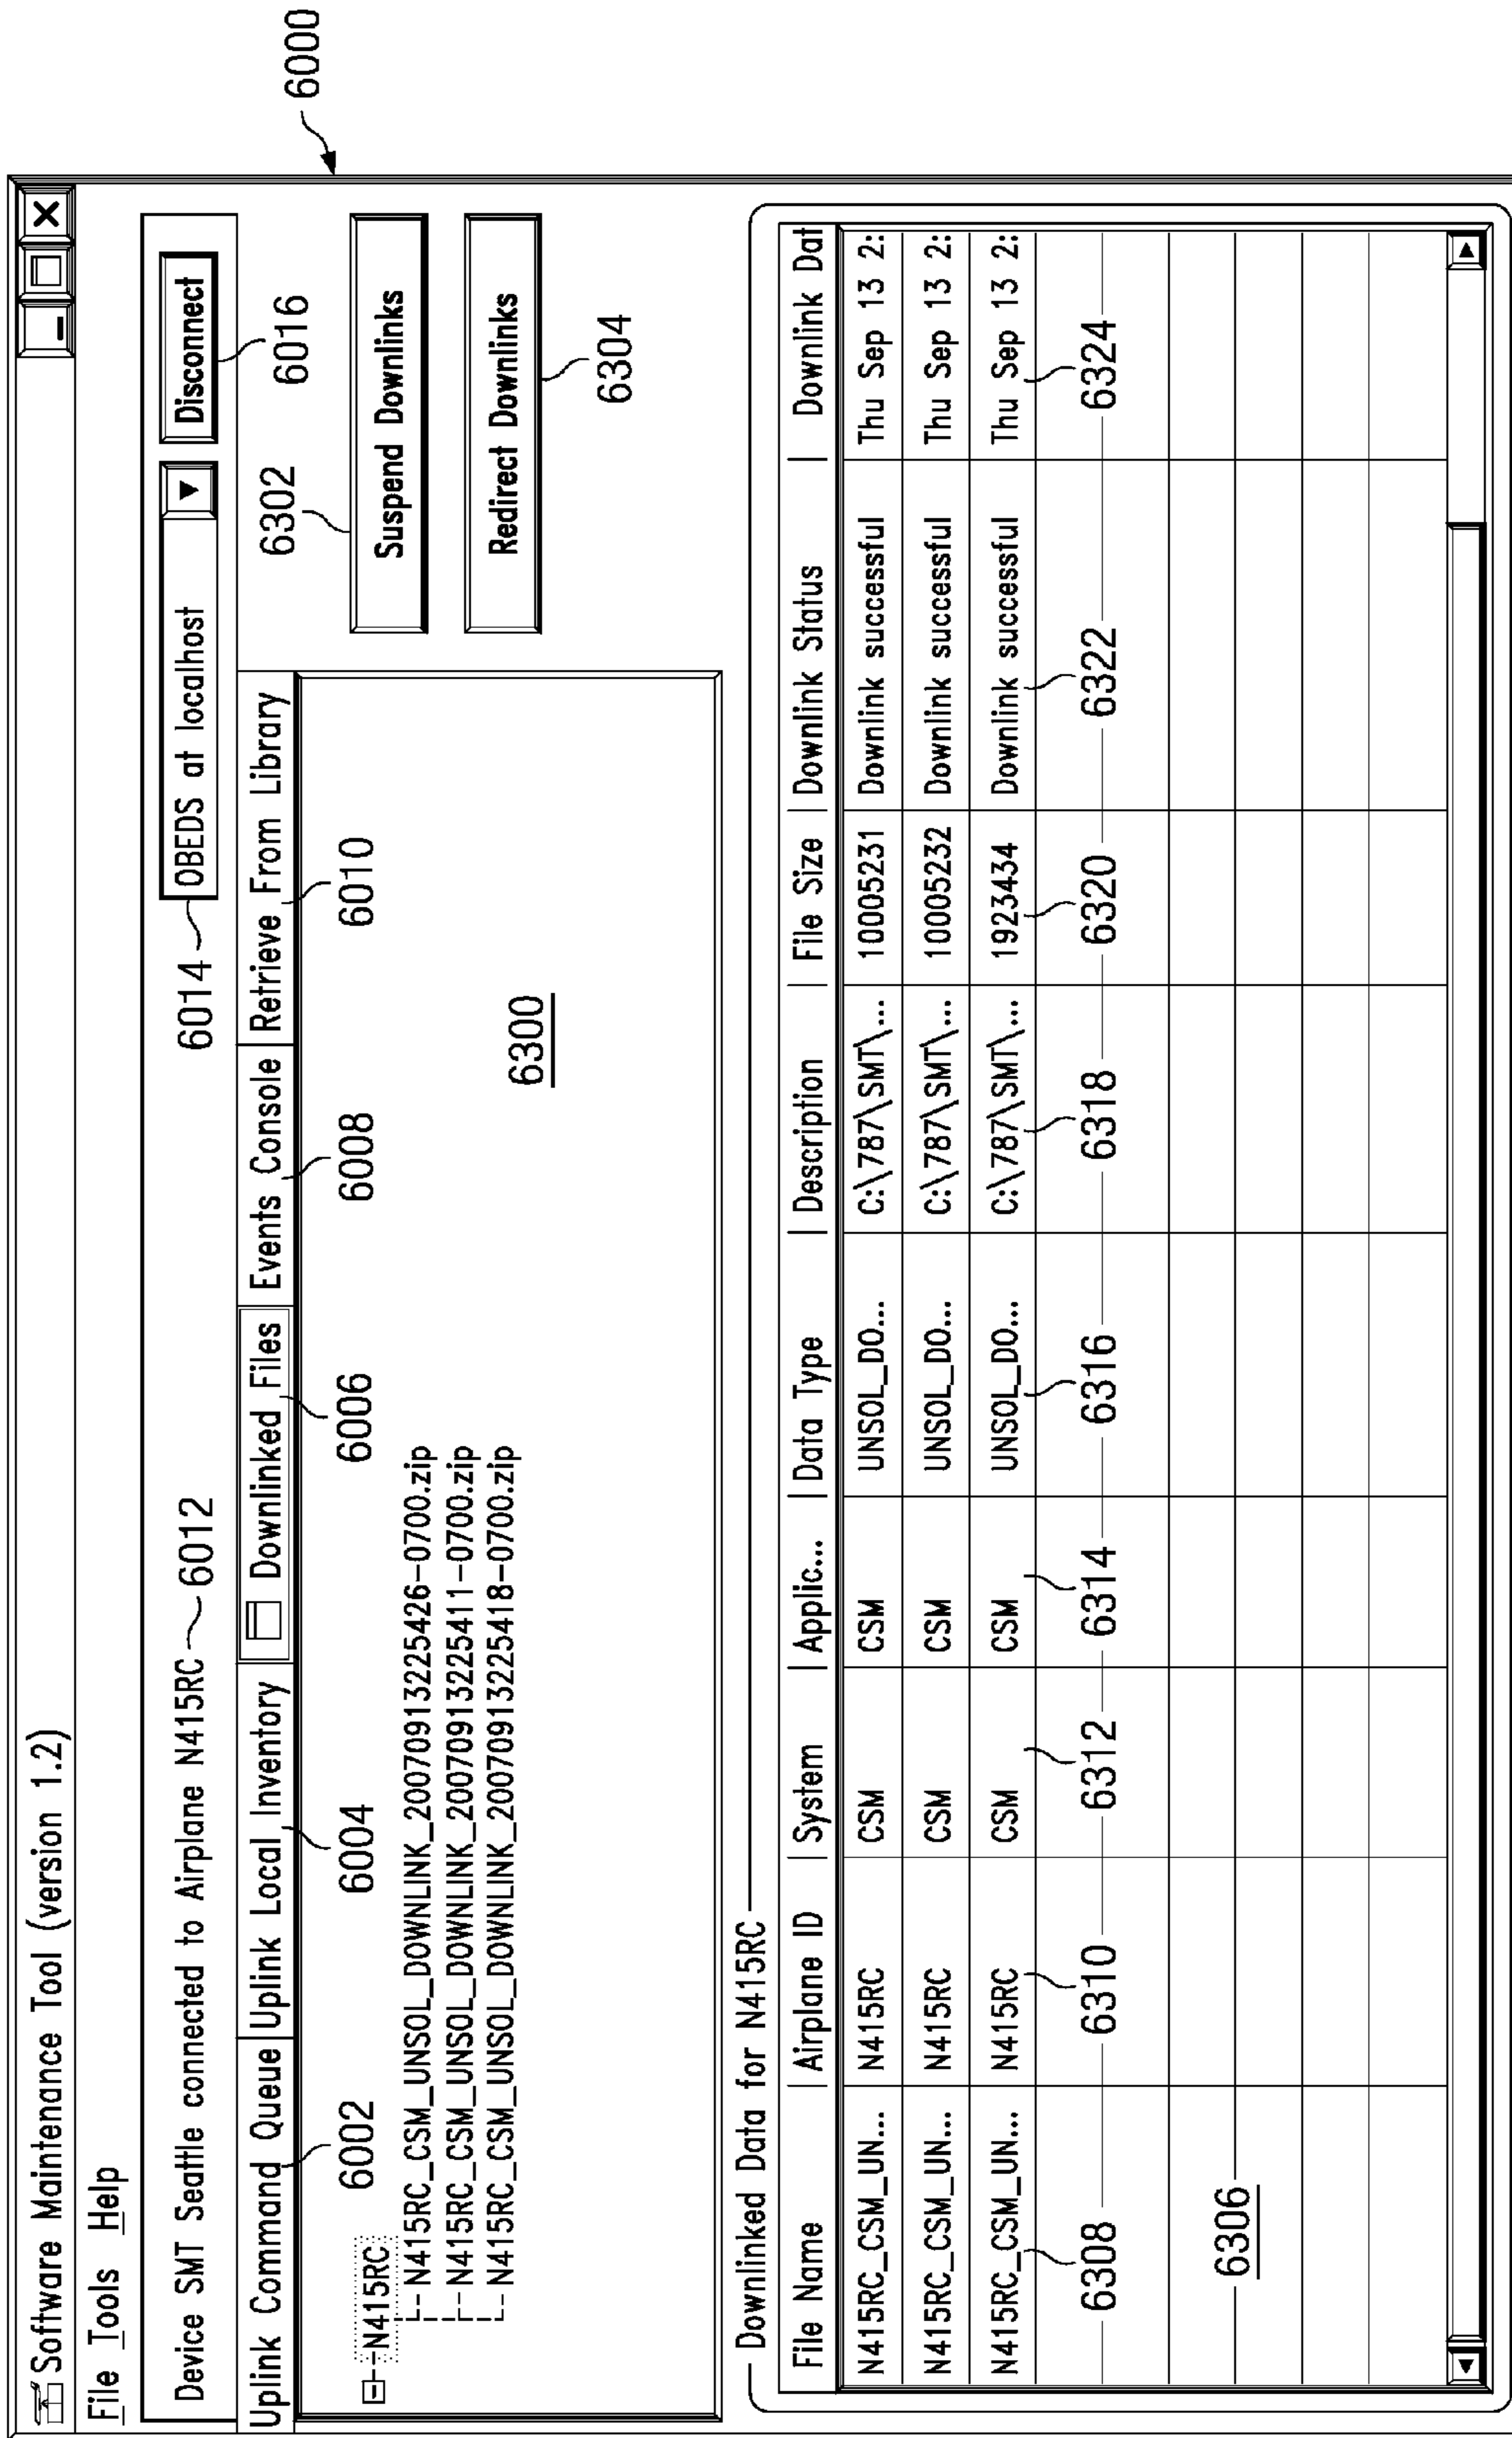 Software Maintenance Tool (version 1.2)
6000
File Tools Help
Device SMT Seattle connected to Airplane N415RC 6012
6014 OBEDS at localhost
Disconnect
6016
Uplink Command Queue
Uplink Local Inventory
Downlinked Files
Events Console
Retrieve From Library
6002
6004
6006
6008
6010
6302
N415RC
N415RC_CSM_UNSOL_DOWNLINK_20070913225426-0700.zip
N415RC_CSM_UNSOL_DOWNLINK_20070913225411-0700.zip
N415RC_CSM_UNSOL_DOWNLINK_20070913225418-0700.zip
6300
Suspend Downlinks
Redirect Downlinks
6304
Downlinked Data for N415RC
File Name Airplane ID System Applic... Data Type Description File Size Downlink Status Downlink Dat
N415RC_CSM_UN... N415RC CSM CSM UNSOL_DO... C:\787\SMT\... 10005231 Downlink successful Thu Sep 13 2:
N415RC_CSM_UN... N415RC CSM CSM UNSOL_DO... C:\787\SMT\... 10005232 Downlink successful Thu Sep 13 2:
N415RC_CSM_UN... N415RC CSM CSM UNSOL_DO... C:\787\SMT\... 1923434 Downlink successful Thu Sep 13 2:
6308 6310 6312 6314 6316 6318 6320 6322 6324
6306